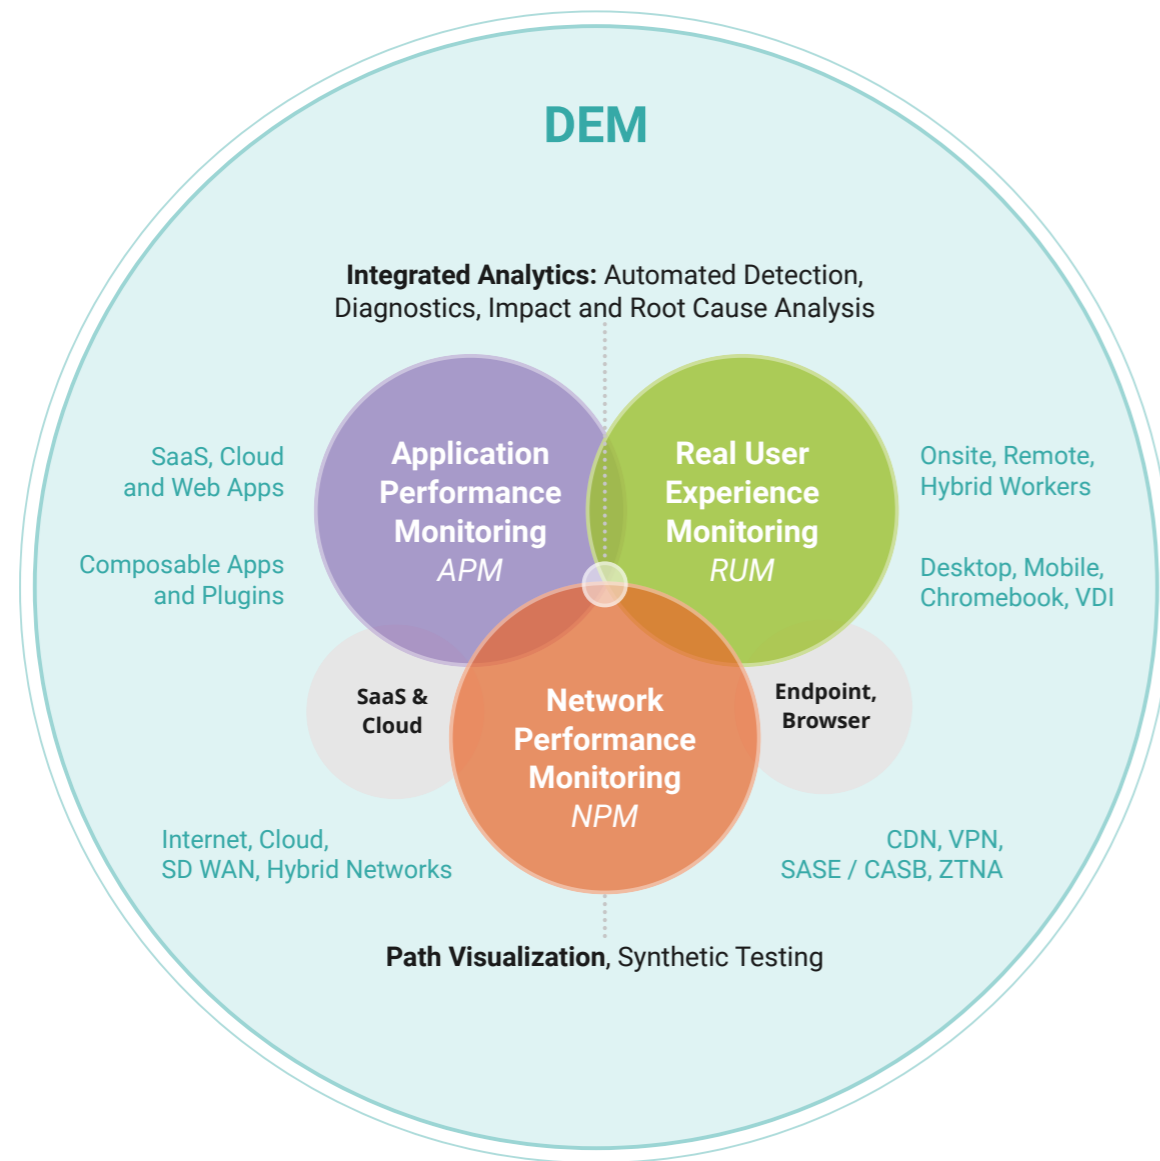 DEM
Integrated Analytics: Automated Detection,
Diagnostics, Impact and Root Cause Analysis
SaaS, Cloud
and Web Apps
Composable Apps
and Plugins
Application
Performance
Monitoring
APM
Real User
Experience
Monitoring
RUM
Onsite, Remote,
Hybrid Workers
Desktop, Mobile,
Chromebook, VDI
SaaS &
Cloud
Network
Performance
Monitoring
NPM
Endpoint,
Browser
Internet, Cloud,
SD WAN, Hybrid Networks
CDN, VPN,
SASE / CASB, ZTNA
Path Visualization, Synthetic Testing